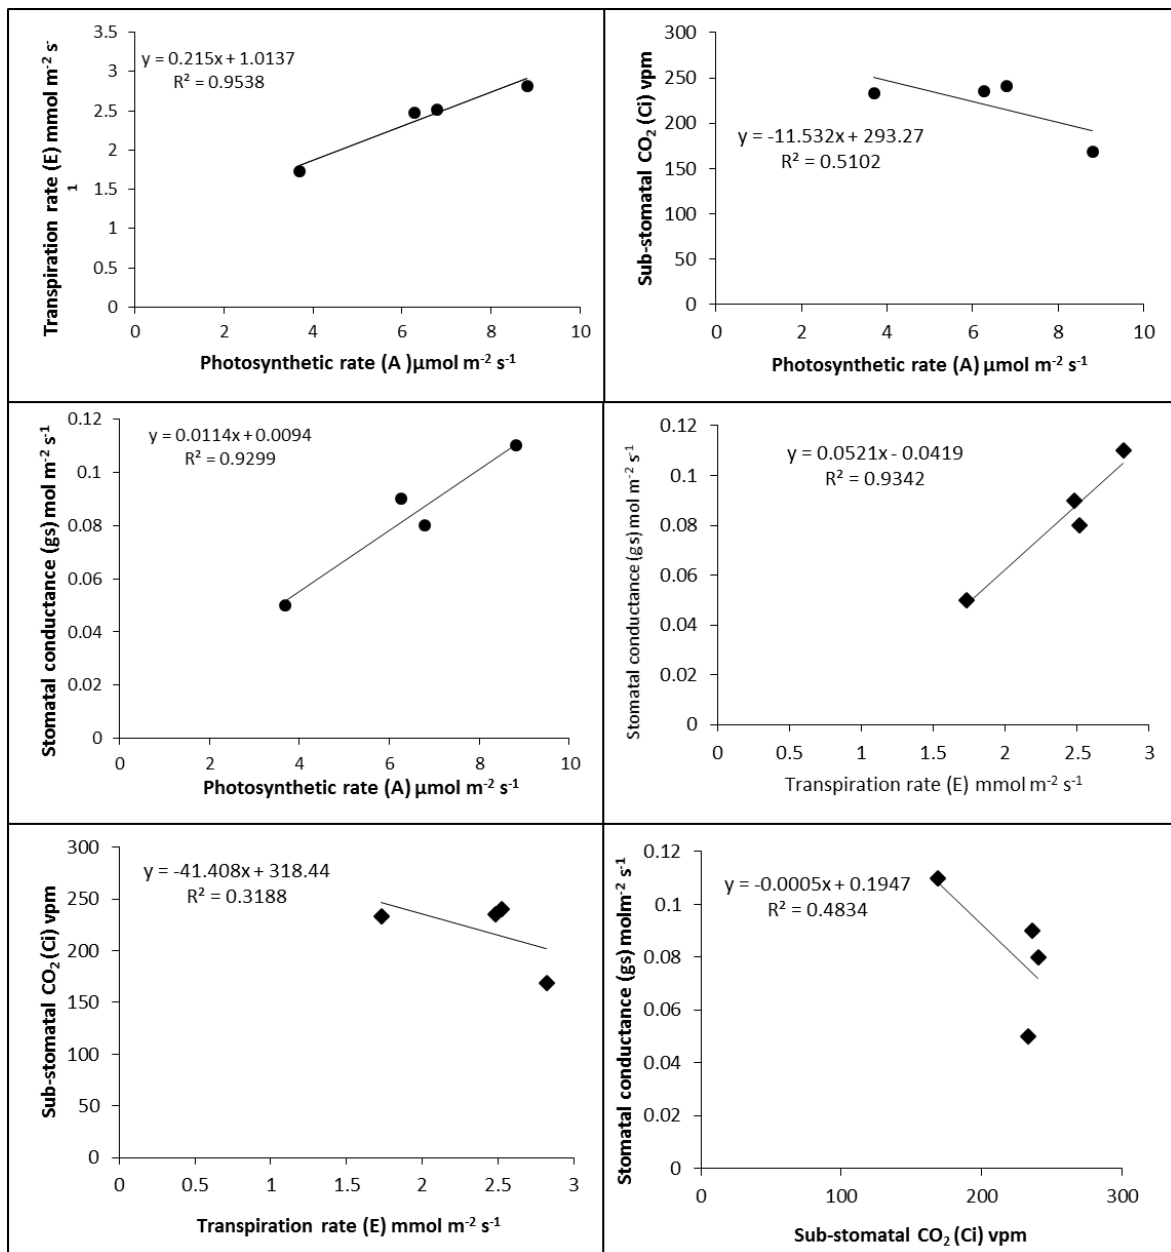 Transpiration rate (E) mmol m⁻² s⁻
1
3.5
3
2.5
2
1.5
1
0.5
0
y = 0.215x + 1.0137
R² = 0.9538
0 2 4 6 8 10
Photosynthetic rate (A )µmol m⁻² s⁻¹
Sub-stomatal CO₂ (Ci) vpm
300
250
200
150
100
50
0
y = -11.532x + 293.27
R² = 0.5102
0 2 4 6 8 10
Photosynthetic rate (A) µmol m⁻² s⁻¹
Stomatal conductance (gs) mol m⁻² s⁻¹
0.12
0.1
0.08
0.06
0.04
0.02
0
y = 0.0114x + 0.0094
R² = 0.9299
0 2 4 6 8 10
Photosynthetic rate (A) µmol m⁻² s⁻¹
Stomatal conductance (gs) mol m⁻² s⁻¹
0.12
0.1
0.08
0.06
0.04
0.02
0
y = 0.0521x - 0.0419
R² = 0.9342
0 0.5 1 1.5 2 2.5 3
Transpiration rate (E) mmol m⁻² s⁻¹
Sub-stomatal CO₂ (Ci) vpm
300
250
200
150
100
50
0
y = -41.408x + 318.44
R² = 0.3188
0 0.5 1 1.5 2 2.5 3
Transpiration rate (E) mmol m⁻² s⁻¹
Stomatal conductance (gs) molm⁻² s⁻¹
0.12
0.1
0.08
0.06
0.04
0.02
0
y = -0.0005x + 0.1947
R² = 0.4834
0 100 200 300
Sub-stomatal CO₂ (Ci) vpm